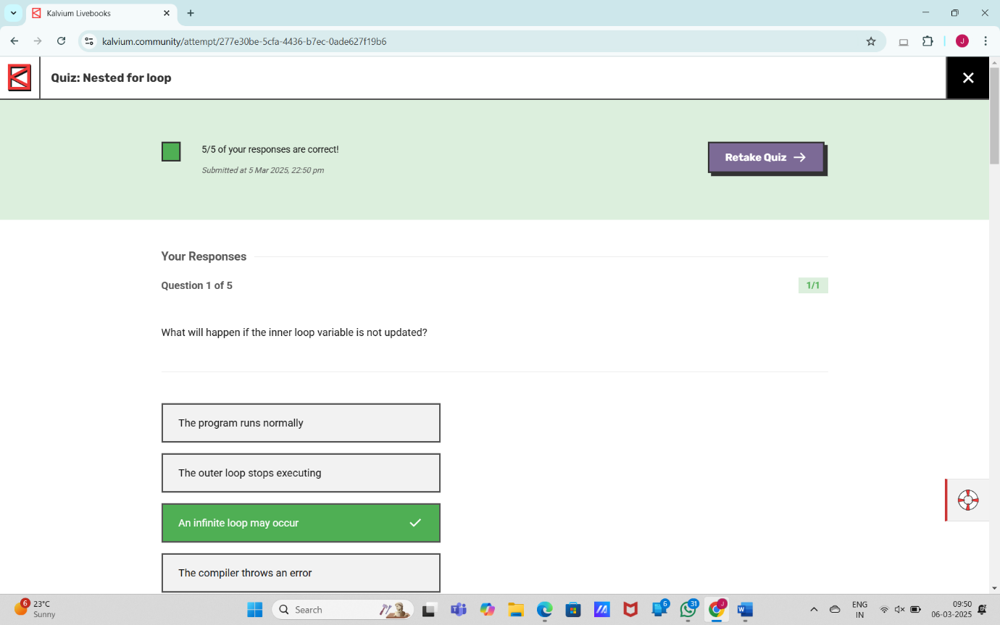 Kalvium Livebooks
kalvium.community/attempt/277e30be-5cfa-4436-b7ec-0ade627f19b6
J
Quiz: Nested for loop
5/5 of your responses are correct!
Submitted at 5 Mar 2025, 22:50 pm
Retake Quiz
Your Responses
Question 1 of 5
1/1
What will happen if the inner loop variable is not updated?
The program runs normally
The outer loop stops executing
An infinite loop may occur
The compiler throws an error
6
23°C
Sunny
Search
6
31
J
ENG
IN
09:50
06-03-2025